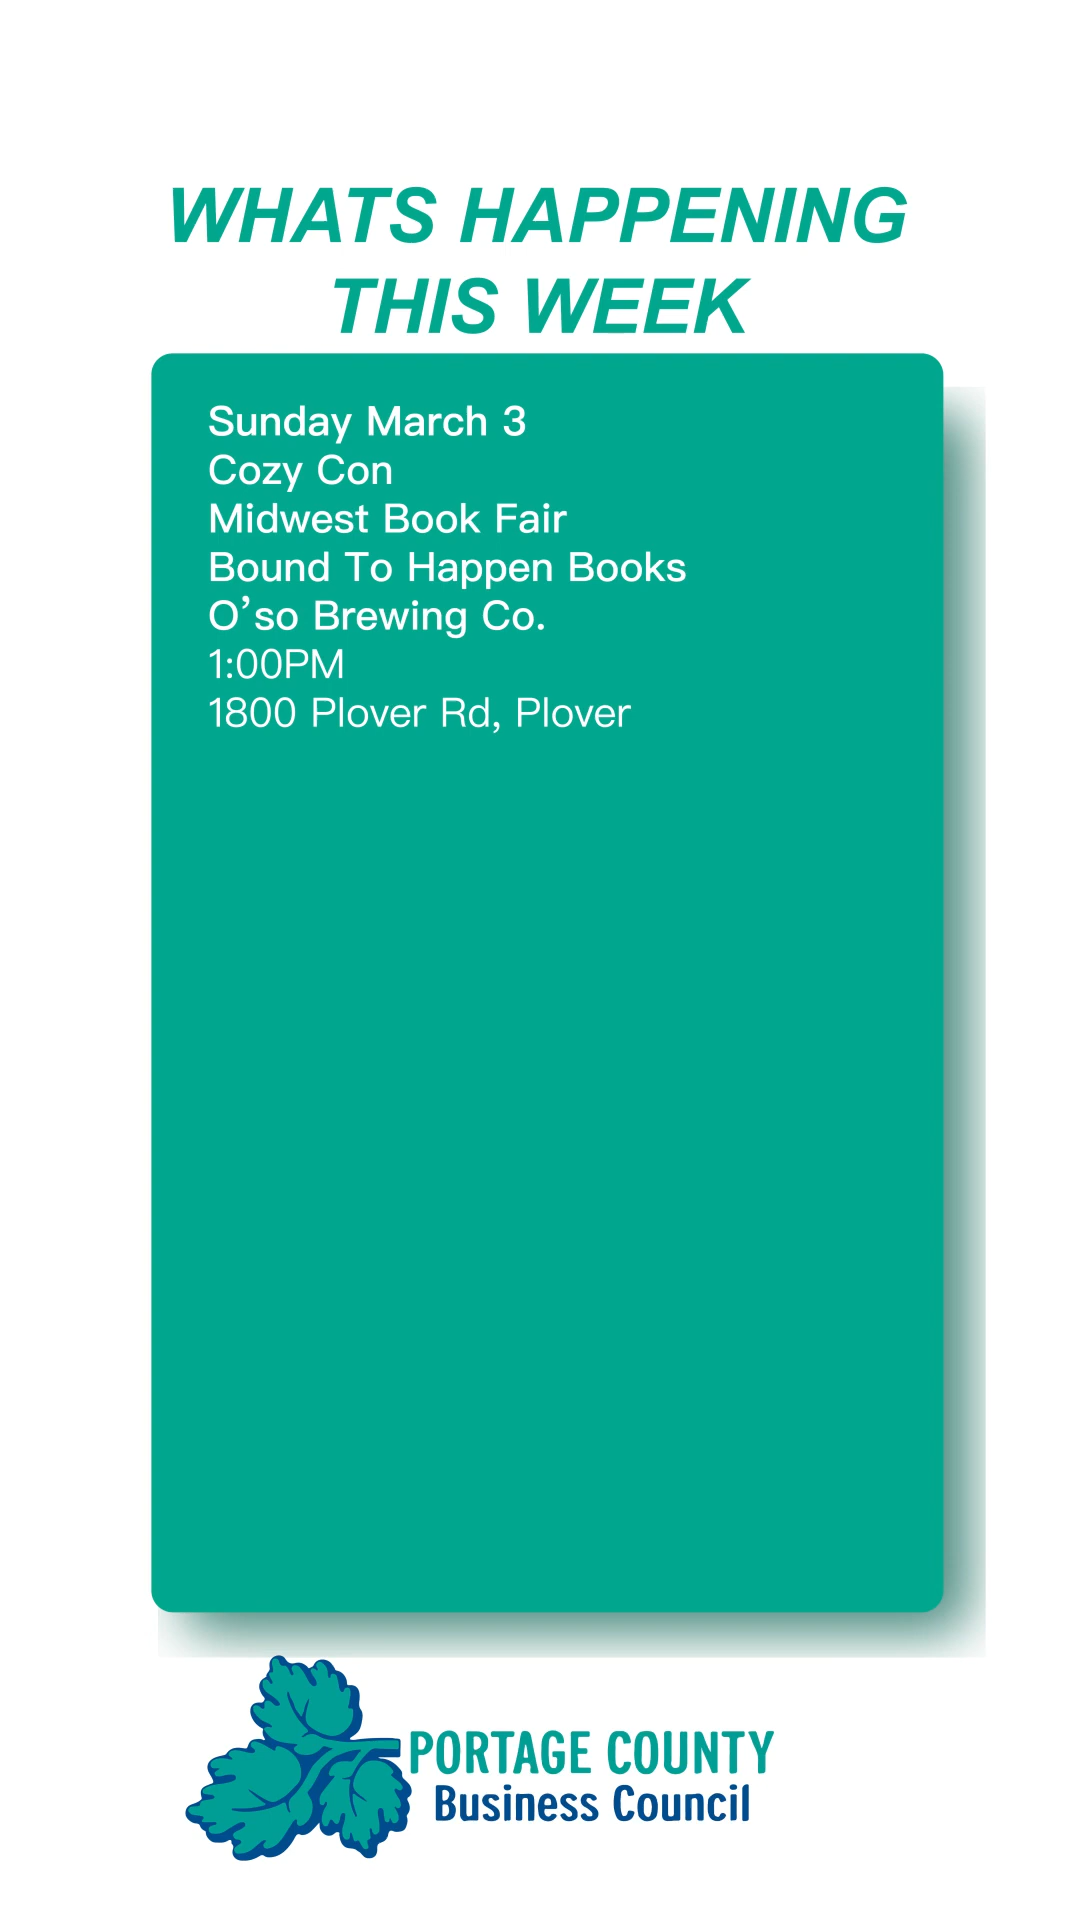 WHATS HAPPENING
THIS WEEK
Sunday March 3
Cozy Con
Midwest Book Fair
Bound To Happen Books
O’so Brewing Co.
1:00PM
1800 Plover Rd, Plover
PORTAGE COUNTY
Business Council